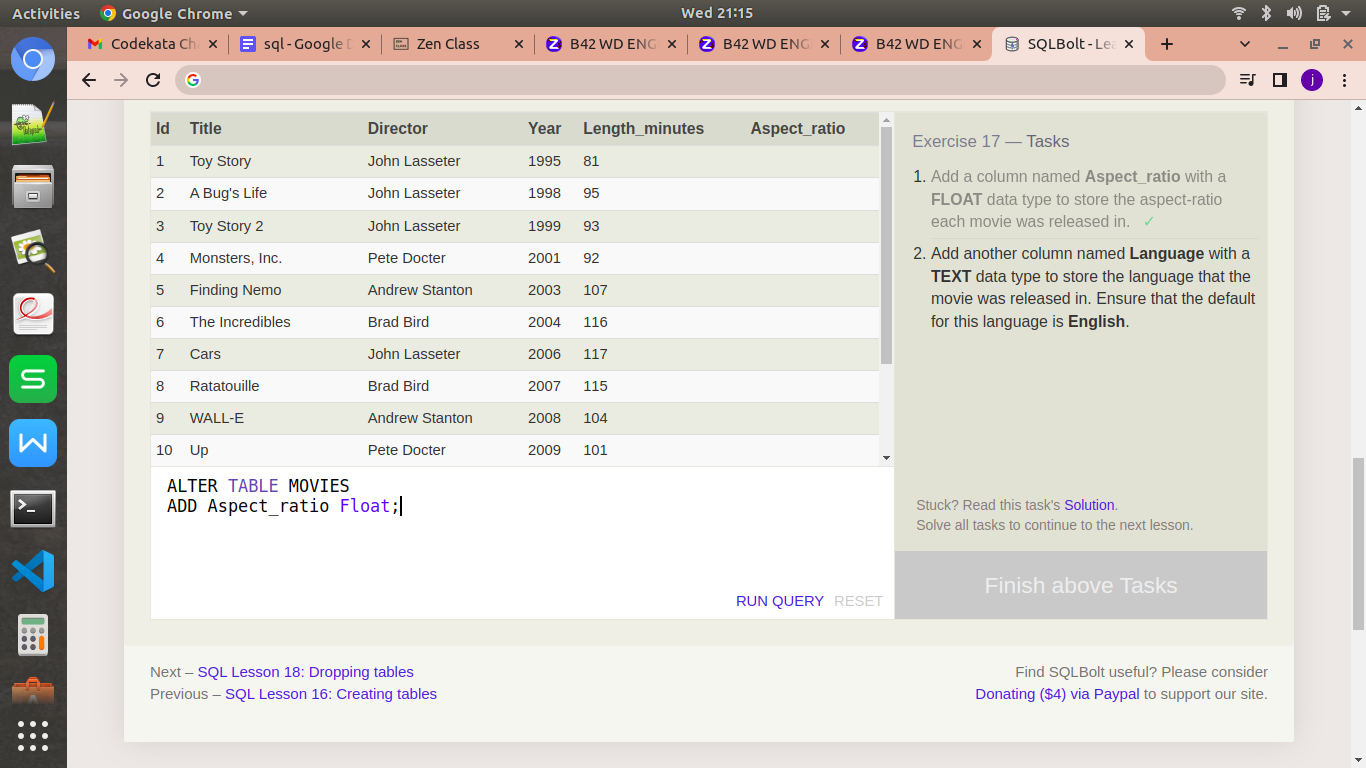 Activities Google Chrome Wed 21:15
Codekata Ch sql - Google D Zen Class B42 WD ENG B42 WD ENG B42 WD ENG SQLBolt - Lea
j
Id Title Director Year Length_minutes Aspect_ratio
1 Toy Story John Lasseter 1995 81
2 A Bug's Life John Lasseter 1998 95
3 Toy Story 2 John Lasseter 1999 93
4 Monsters, Inc. Pete Docter 2001 92
5 Finding Nemo Andrew Stanton 2003 107
6 The Incredibles Brad Bird 2004 116
7 Cars John Lasseter 2006 117
8 Ratatouille Brad Bird 2007 115
9 WALL-E Andrew Stanton 2008 104
10 Up Pete Docter 2009 101
ALTER TABLE MOVIES
ADD Aspect_ratio Float;
RUN QUERY RESET
Exercise 17 — Tasks
1. Add a column named Aspect_ratio with a
FLOAT data type to store the aspect-ratio
each movie was released in. ✓
2. Add another column named Language with a
TEXT data type to store the language that the
movie was released in. Ensure that the default
for this language is English.
Stuck? Read this task's Solution.
Solve all tasks to continue to the next lesson.
Finish above Tasks
Next – SQL Lesson 18: Dropping tables
Previous – SQL Lesson 16: Creating tables
Find SQLBolt useful? Please consider
Donating ($4) via Paypal to support our site.